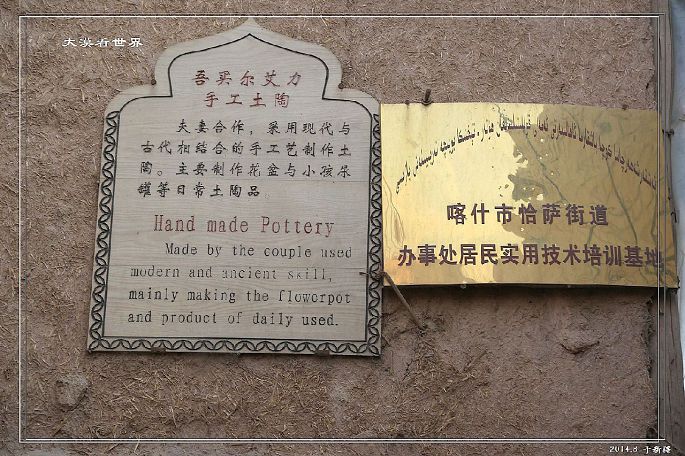 大漠看世界
吾买尔艾力
手工土陶
夫妻合作，采用现代与
古代相结合的手工艺制作土
陶。主要制作花盆与小孩尿
罐等日常土陶品。
Hand made Pottery
Made by the couple used
modern and ancient skill,
mainly making the flowerpot
and product of daily used.
喀什市恰萨街道
办事处居民实用技术培训基地
2014.8 于新疆